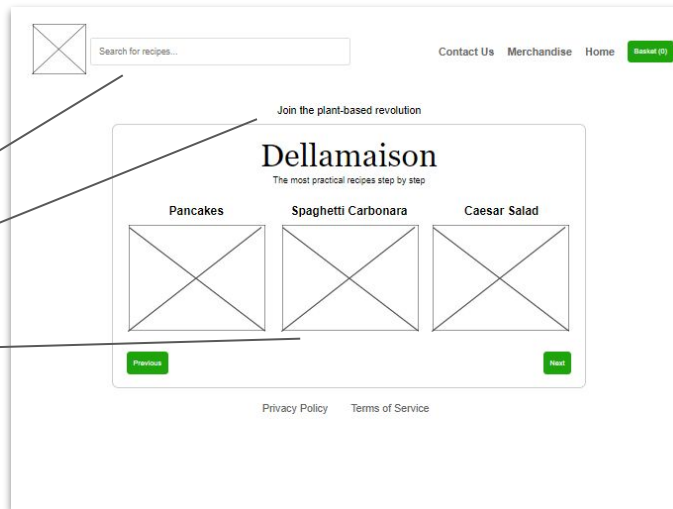 Search for recipes...
Contact Us Merchandise Home Basket (0)
Join the plant-based revolution
Dellamaison
The most practical recipes step by step
Pancakes Spaghetti Carbonara Caesar Salad
Previous Next
Privacy Policy Terms of Service